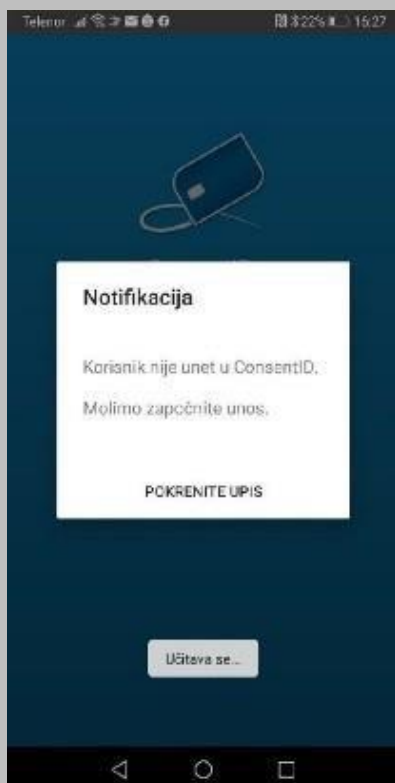 Telenor 22% 15:27
Notifikacija
Korisnik nije unet u ConsentID.
Molimo započnite unos.
POKRENITE UPIS
Učitava se...